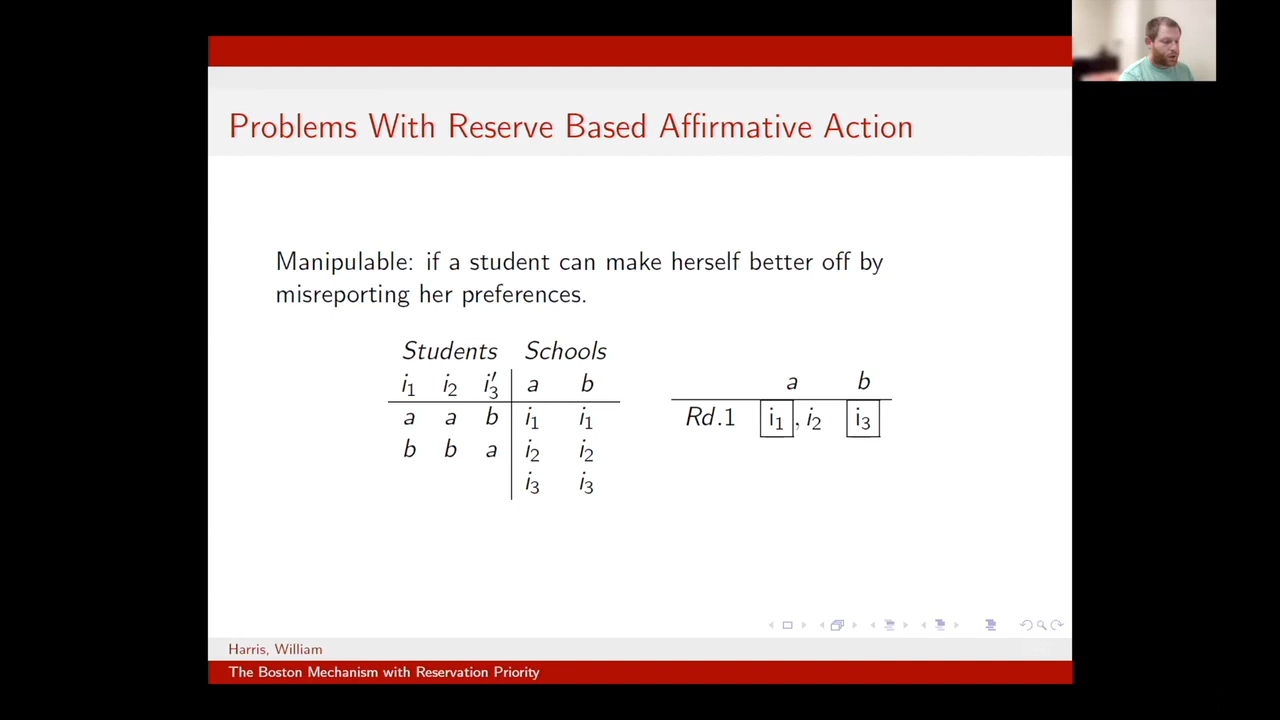 Problems With Reserve Based Affirmative Action
Manipulable: if a student can make herself better off by
misreporting her preferences.
Students Schools
i₁ i₂ i₃′ a b
a a b i₁ i₁
b b a i₂ i₂
i₃ i₃
a b
Rd.1 i₁, i₂ i₃
Harris, William
The Boston Mechanism with Reservation Priority